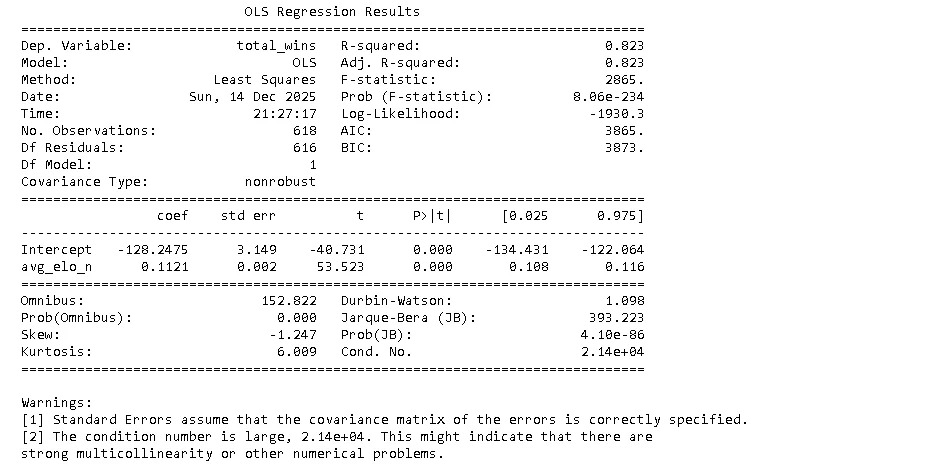 OLS Regression Results
==============================================================================
Dep. Variable:             total_wins   R-squared:                       0.823
Model:                            OLS   Adj. R-squared:                  0.823
Method:                 Least Squares   F-statistic:                     2865.
Date:                Sun, 14 Dec 2025   Prob (F-statistic):          8.06e-234
Time:                        21:27:17   Log-Likelihood:                -1930.3
No. Observations:                 618   AIC:                             3865.
Df Residuals:                     616   BIC:                             3873.
Df Model:                           1
Covariance Type:            nonrobust
==============================================================================
                 coef    std err          t      P>|t|      [0.025      0.975]
------------------------------------------------------------------------------
Intercept   -128.2475      3.149    -40.731      0.000    -134.431    -122.064
avg_elo_n      0.1121      0.002     53.523      0.000       0.108       0.116
==============================================================================
Omnibus:                      152.822   Durbin-Watson:                   1.098
Prob(Omnibus):                  0.000   Jarque-Bera (JB):              393.223
Skew:                          -1.247   Prob(JB):                     4.10e-86
Kurtosis:                       6.009   Cond. No.                     2.14e+04
==============================================================================
Warnings:
[1] Standard Errors assume that the covariance matrix of the errors is correctly specified.
[2] The condition number is large, 2.14e+04. This might indicate that there are
strong multicollinearity or other numerical problems.